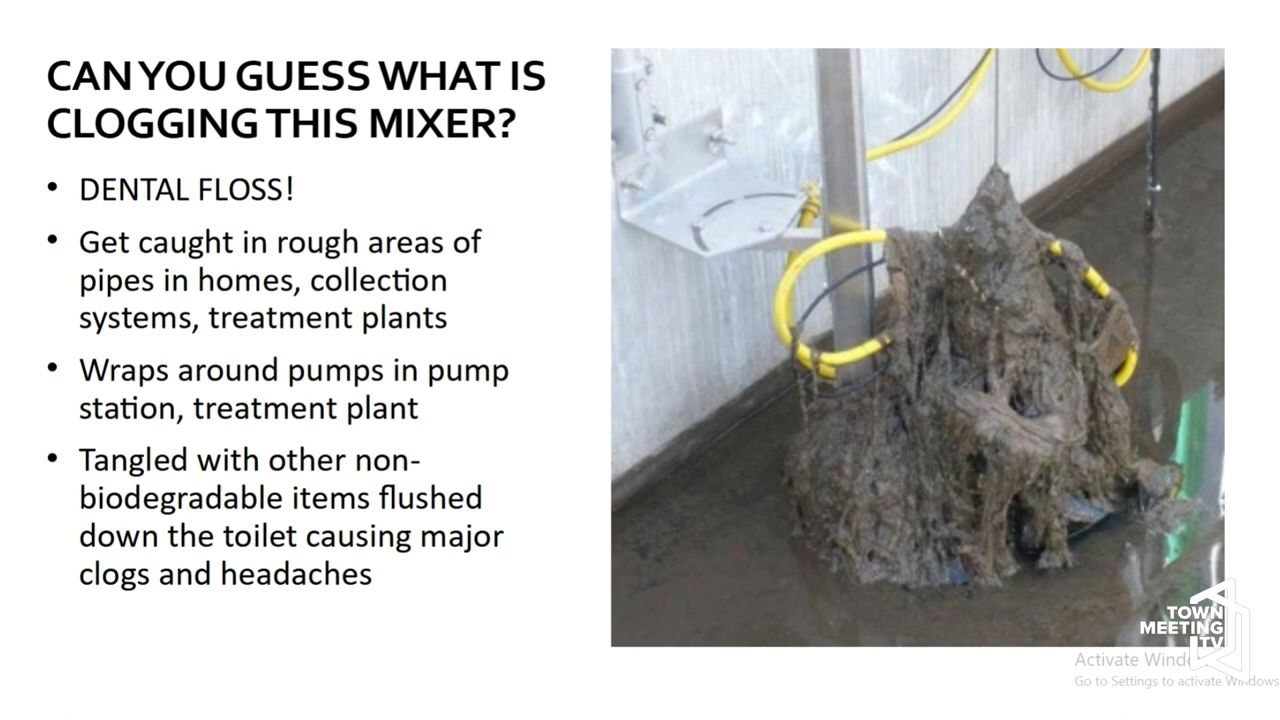 CAN YOU GUESS WHAT IS
CLOGGING THIS MIXER?
• DENTAL FLOSS!
• Get caught in rough areas of
pipes in homes, collection
systems, treatment plants
• Wraps around pumps in pump
station, treatment plant
• Tangled with other non-
biodegradable items flushed
down the toilet causing major
clogs and headaches
TOWN
MEETING
TV
Activate Windows
Go to Settings to activate Windows